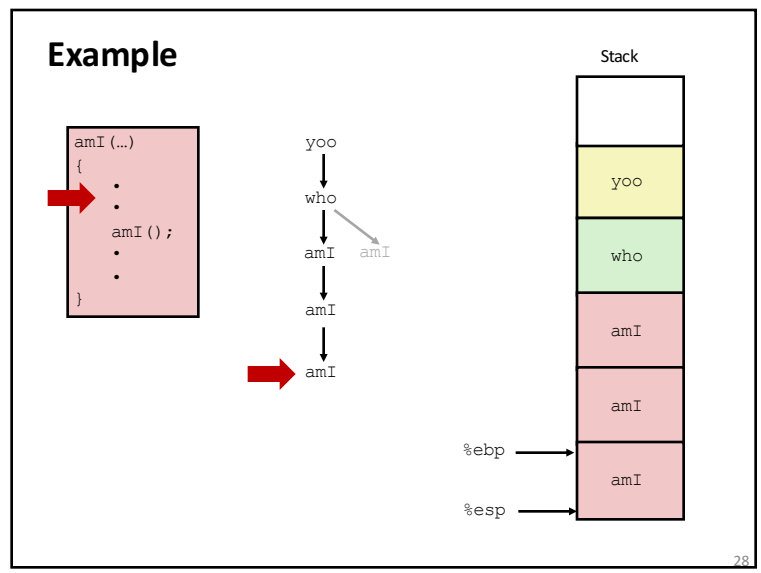 Example
Stack
amI(…)
{
•
•
amI();
•
•
}
yoo
who
amI amI
amI
amI
yoo
who
amI
amI
amI
%ebp
%esp
28